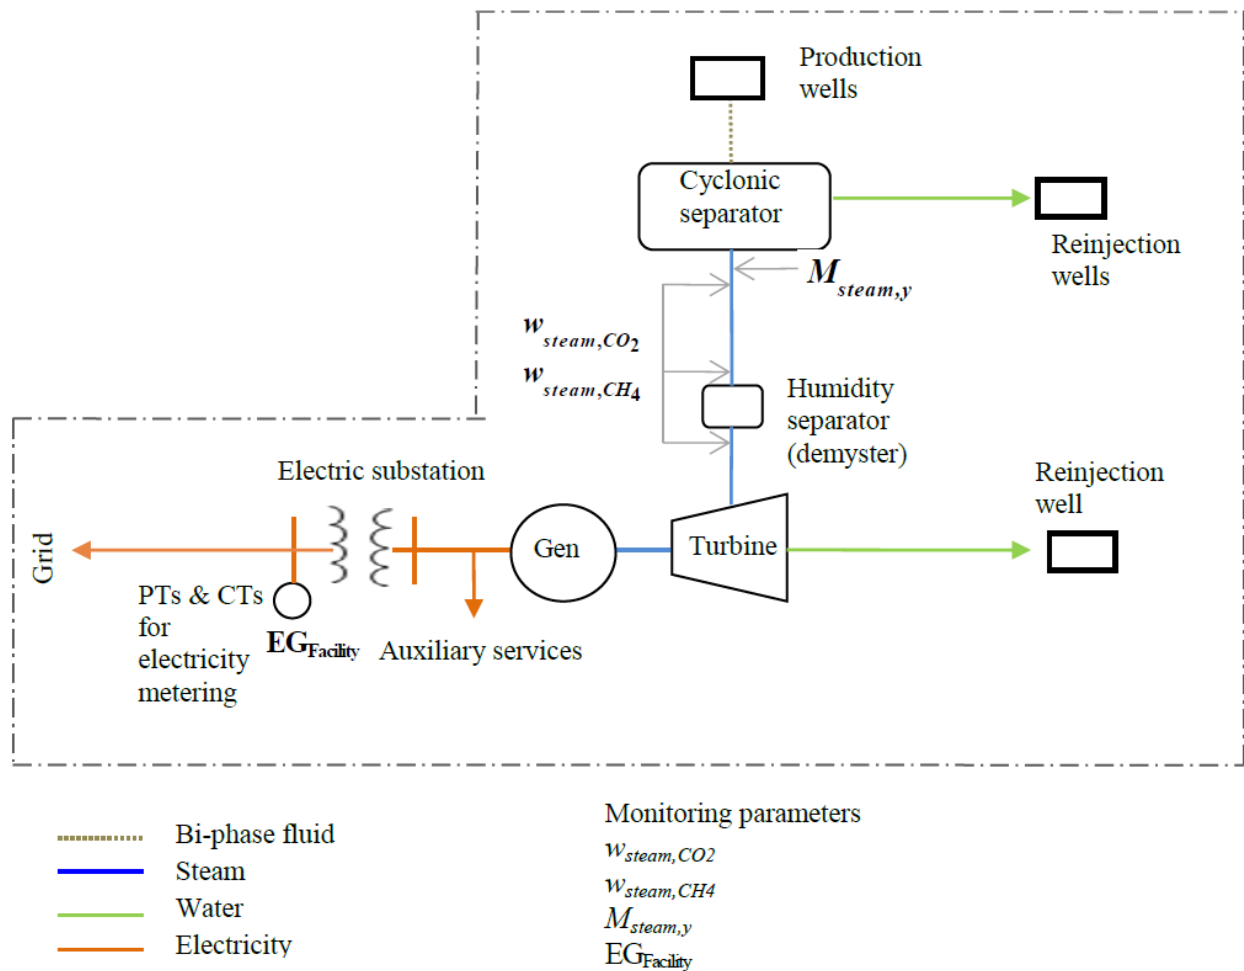 Production
wells
Cyclonic
separator
Reinjection
wells
M steam,y
w steam,CO2
w steam,CH4
Humidity
separator
(demyster)
Reinjection
well
Electric substation
Grid
Gen
Turbine
PTs & CTs
for
electricity
metering
EGFacility
Auxiliary services
Bi-phase fluid
Steam
Water
Electricity
Monitoring parameters
wsteam,CO2
wsteam,CH4
Msteam,y
EGFacility